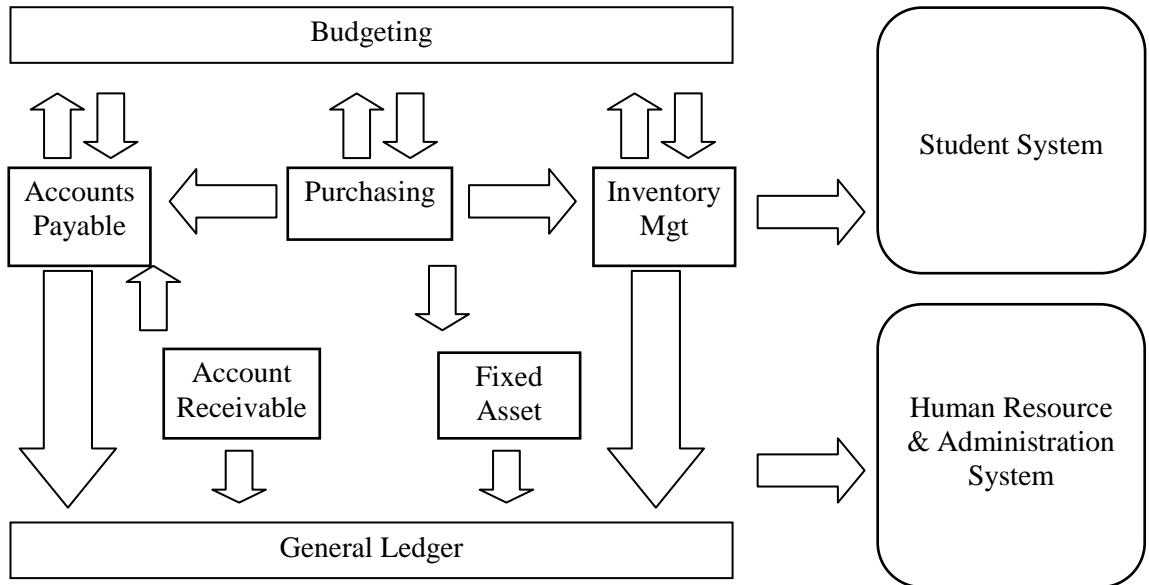 Budgeting
Student System
Accounts
Payable
Purchasing
Inventory
Mgt
Account
Receivable
Fixed
Asset
Human Resource
& Administration
System
General Ledger